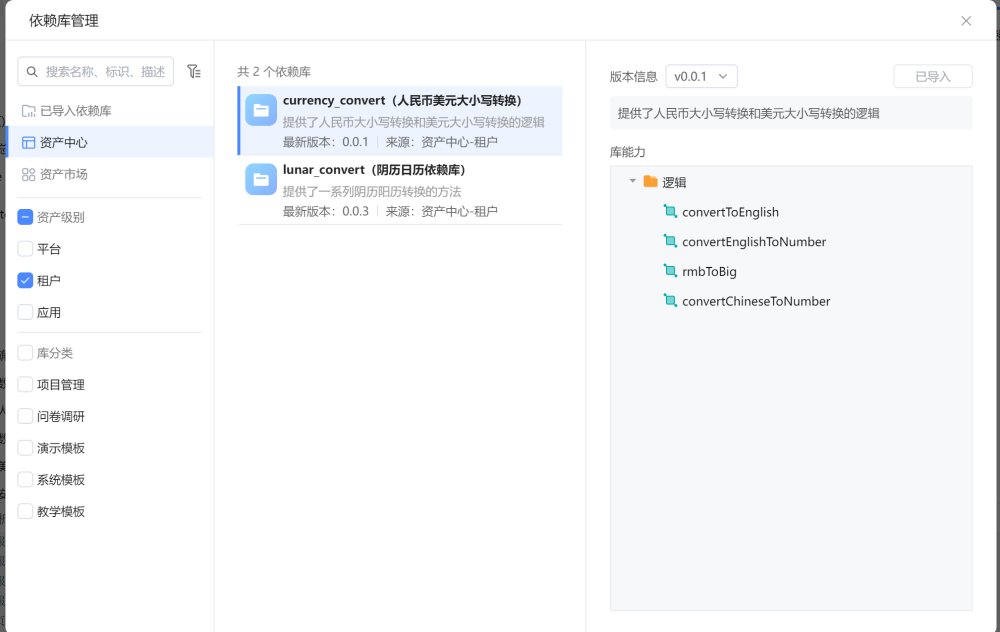 依赖库管理
搜索名称、标识、描述
已导入依赖库
资产中心
资产市场
资产级别
平台
租户
应用
库分类
项目管理
问卷调研
演示模板
系统模板
教学模板
共 2 个依赖库
currency_convert（人民币美元大小写转换）
提供了人民币大小写转换和美元大小写转换的逻辑
最新版本：0.0.1 来源：资产中心-租户
lunar_convert（阴历日历依赖库）
提供了一系列阴历阳历转换的方法
最新版本：0.0.3 来源：资产中心-租户
版本信息 v0.0.1 已导入
提供了人民币大小写转换和美元大小写转换的逻辑
库能力
逻辑
convertToEnglish
convertEnglishToNumber
rmbToBig
convertChineseToNumber